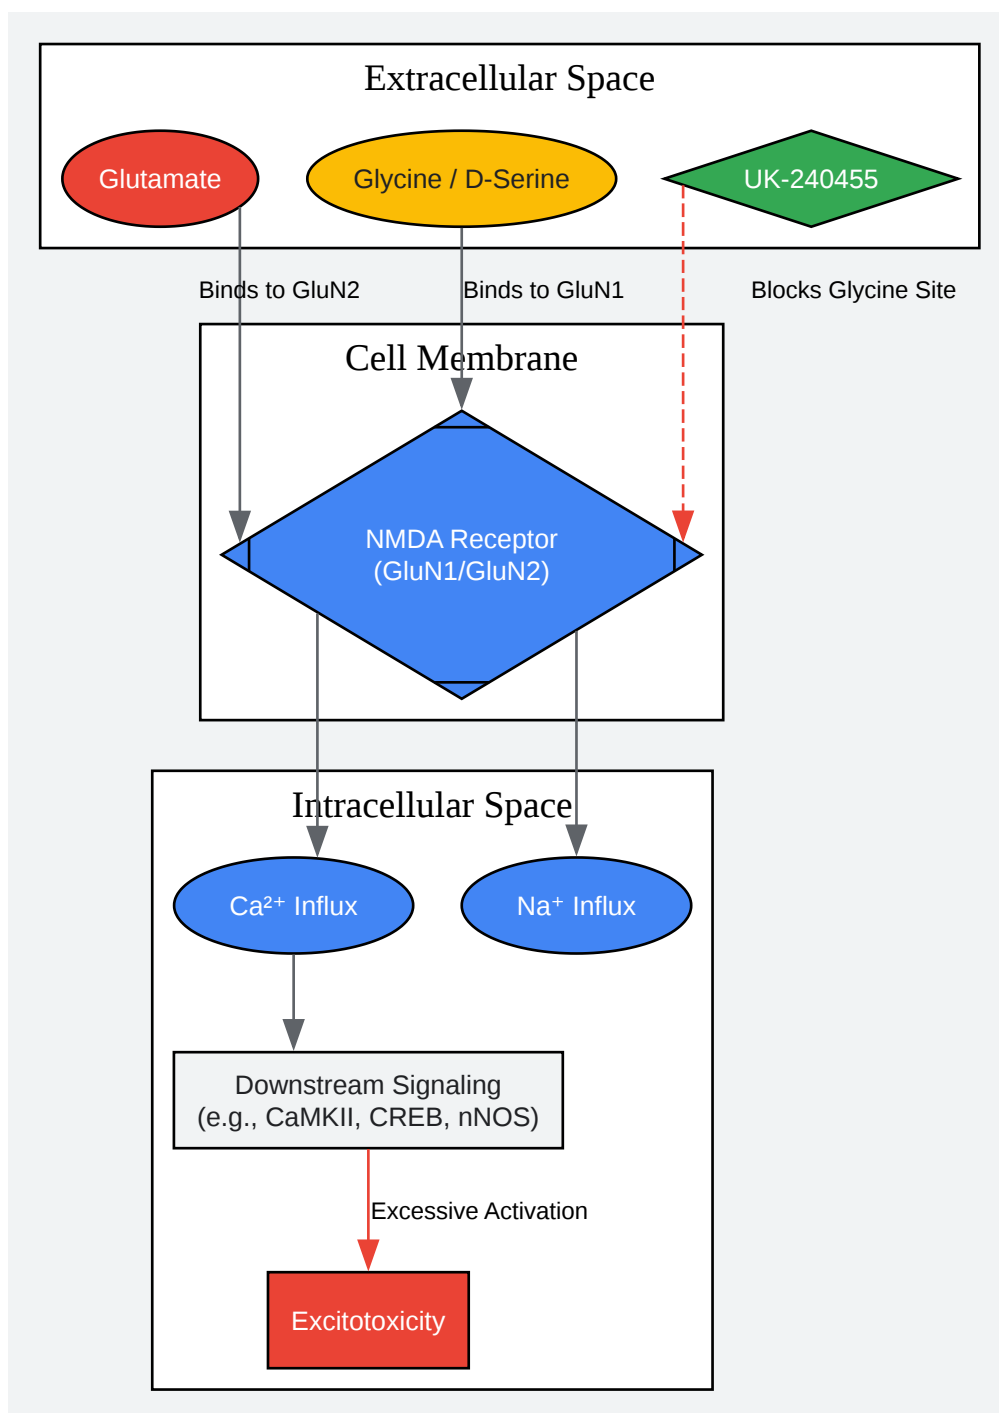 Extracellular Space
Glutamate
Glycine / D-Serine
UK-240455
Binds to GluN2
Binds to GluN1
Blocks Glycine Site
Cell Membrane
NMDA Receptor
(GluN1/GluN2)
Intracellular Space
Ca²⁺ Influx
Na⁺ Influx
Downstream Signaling
(e.g., CaMKII, CREB, nNOS)
Excessive Activation
Excitotoxicity